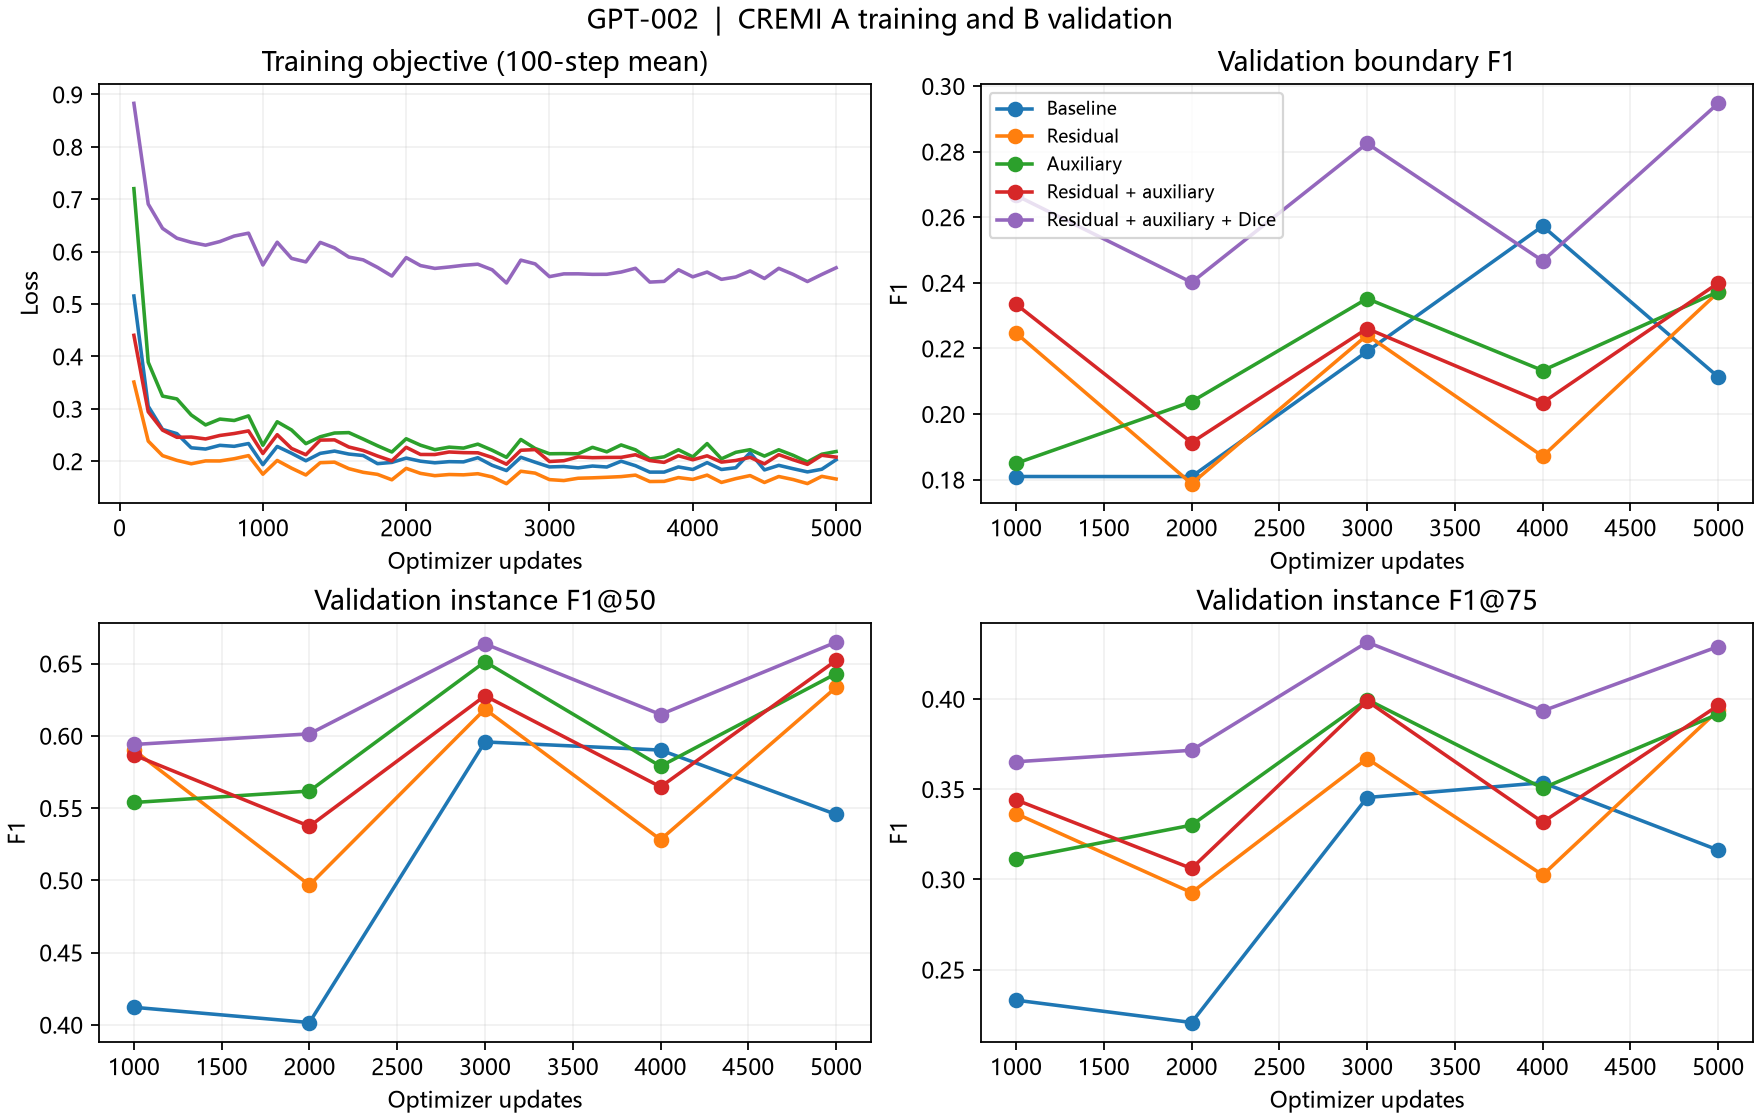 GPT-002 | CREMI A training and B validation
Training objective (100-step mean)
0.9
0.8
0.7
0.6
0.5
0.4
0.3
0.2
Loss
0 1000 2000 3000 4000 5000
Optimizer updates
Validation boundary F1
0.30
0.28
0.26
0.24
0.22
0.20
0.18
F1
Baseline
Residual
Auxiliary
Residual + auxiliary
Residual + auxiliary + Dice
1000 1500 2000 2500 3000 3500 4000 4500 5000
Optimizer updates
Validation instance F1@50
0.65
0.60
0.55
0.50
0.45
0.40
F1
1000 1500 2000 2500 3000 3500 4000 4500 5000
Optimizer updates
Validation instance F1@75
0.40
0.35
0.30
0.25
F1
1000 1500 2000 2500 3000 3500 4000 4500 5000
Optimizer updates